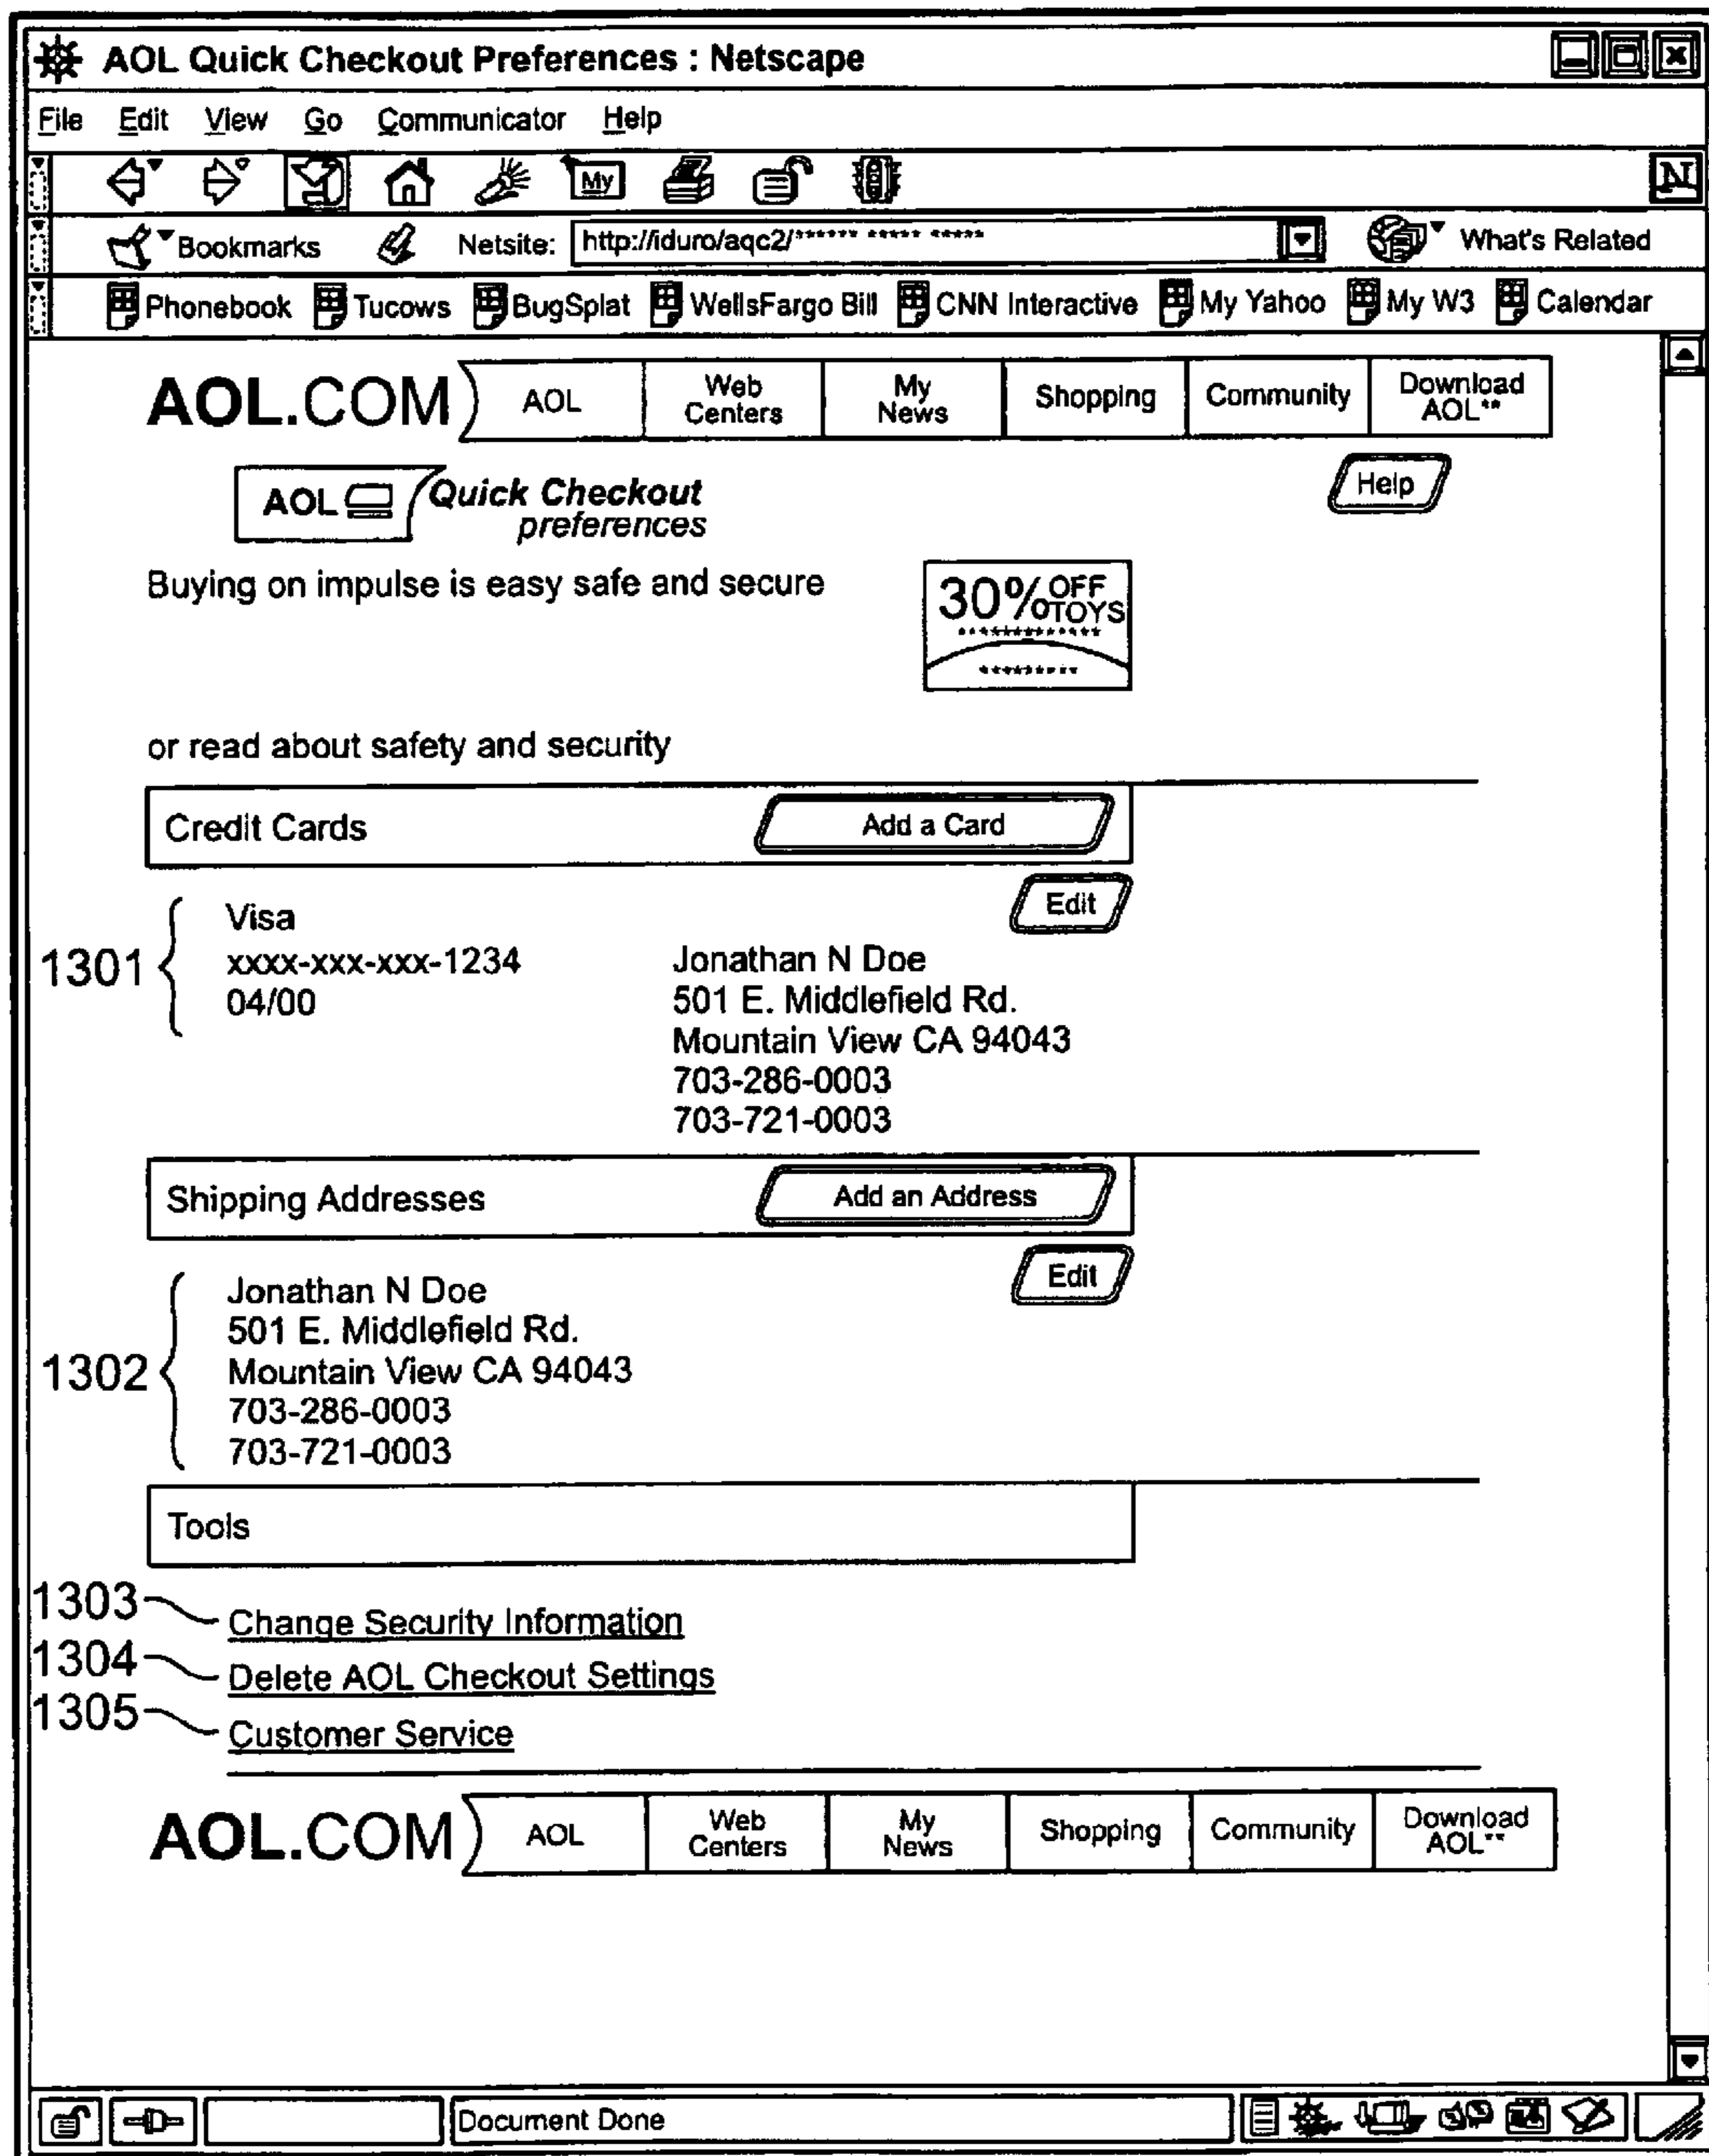 AOL Quick Checkout Preferences : Netscape
File Edit View Go Communicator Help
My
N
Bookmarks Netsite: http://iduro/aqc2/****** ***** ***** What's Related
Phonebook Tucows BugSplat WellsFargo Bill CNN Interactive My Yahoo My W3 Calendar
AOL.COM AOL Web Centers My News Shopping Community Download AOL**
AOL Quick Checkout Help
preferences
Buying on impulse is easy safe and secure
30% OFF TOYS
*************
*********
or read about safety and security
Credit Cards Add a Card
Edit
Visa
1301 xxxx-xxx-xxx-1234 Jonathan N Doe
04/00 501 E. Middlefield Rd.
Mountain View CA 94043
703-286-0003
703-721-0003
Shipping Addresses Add an Address
Edit
Jonathan N Doe
501 E. Middlefield Rd.
1302 Mountain View CA 94043
703-286-0003
703-721-0003
Tools
1303 Change Security Information
1304 Delete AOL Checkout Settings
1305 Customer Service
AOL.COM AOL Web Centers My News Shopping Community Download AOL**
Document Done